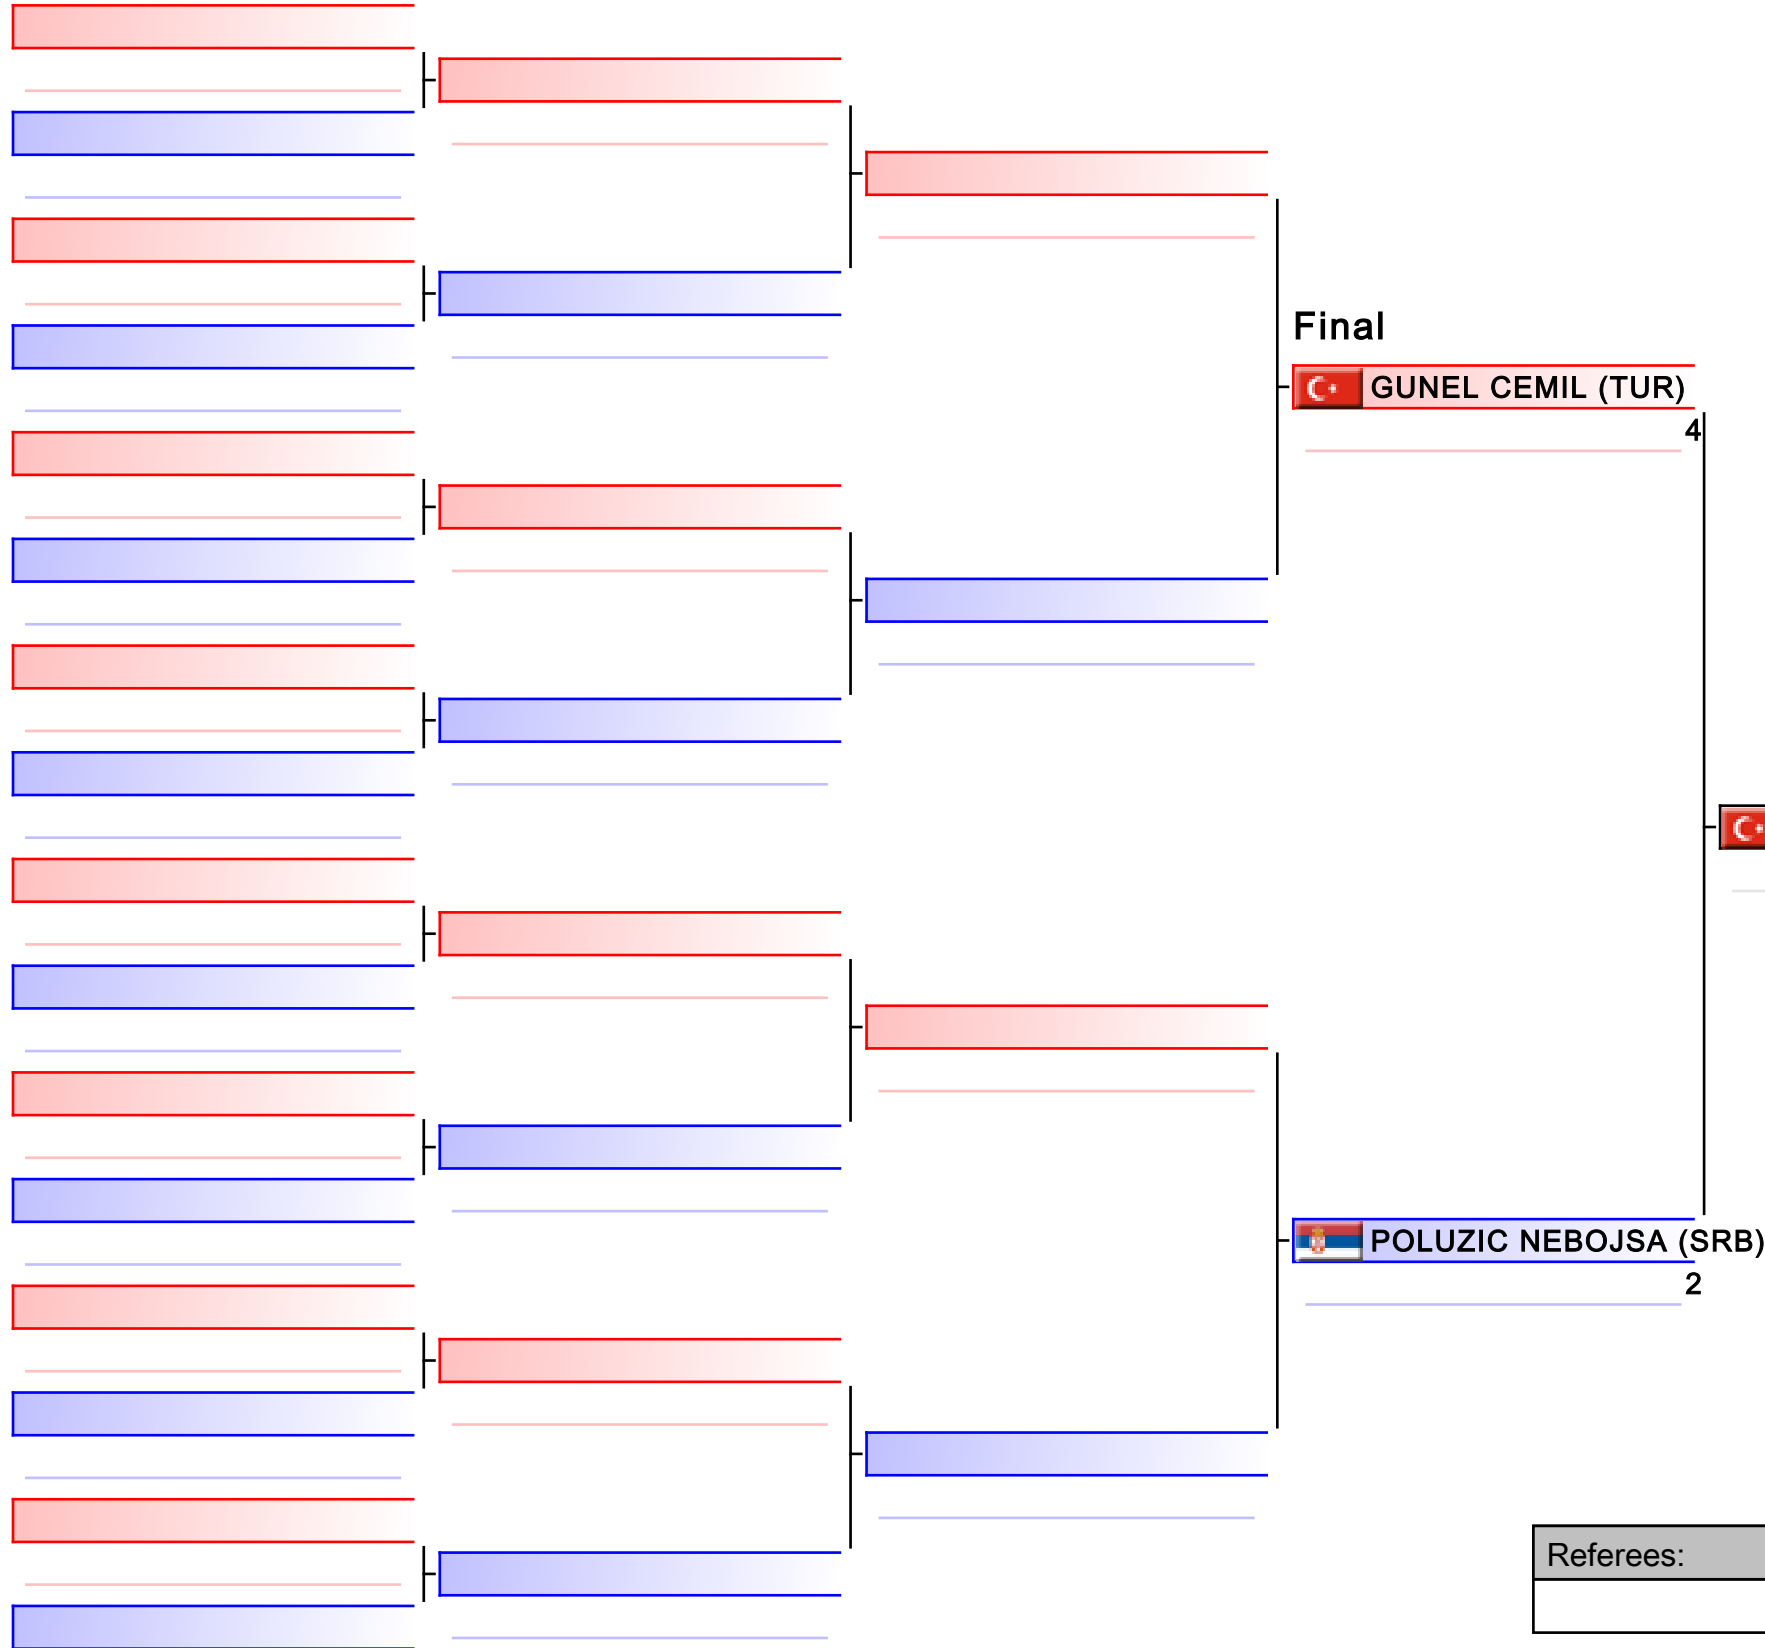 Final
GUNEL CEMIL (TUR)
4
POLUZIC NEBOJSA (SRB)
2
Referees: